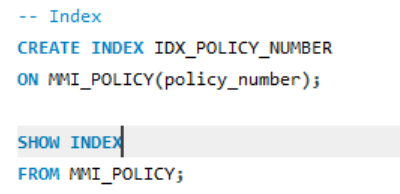 -- Index
CREATE INDEX IDX_POLICY_NUMBER
ON MMI_POLICY(policy_number);
SHOW INDEX
FROM MMI_POLICY;